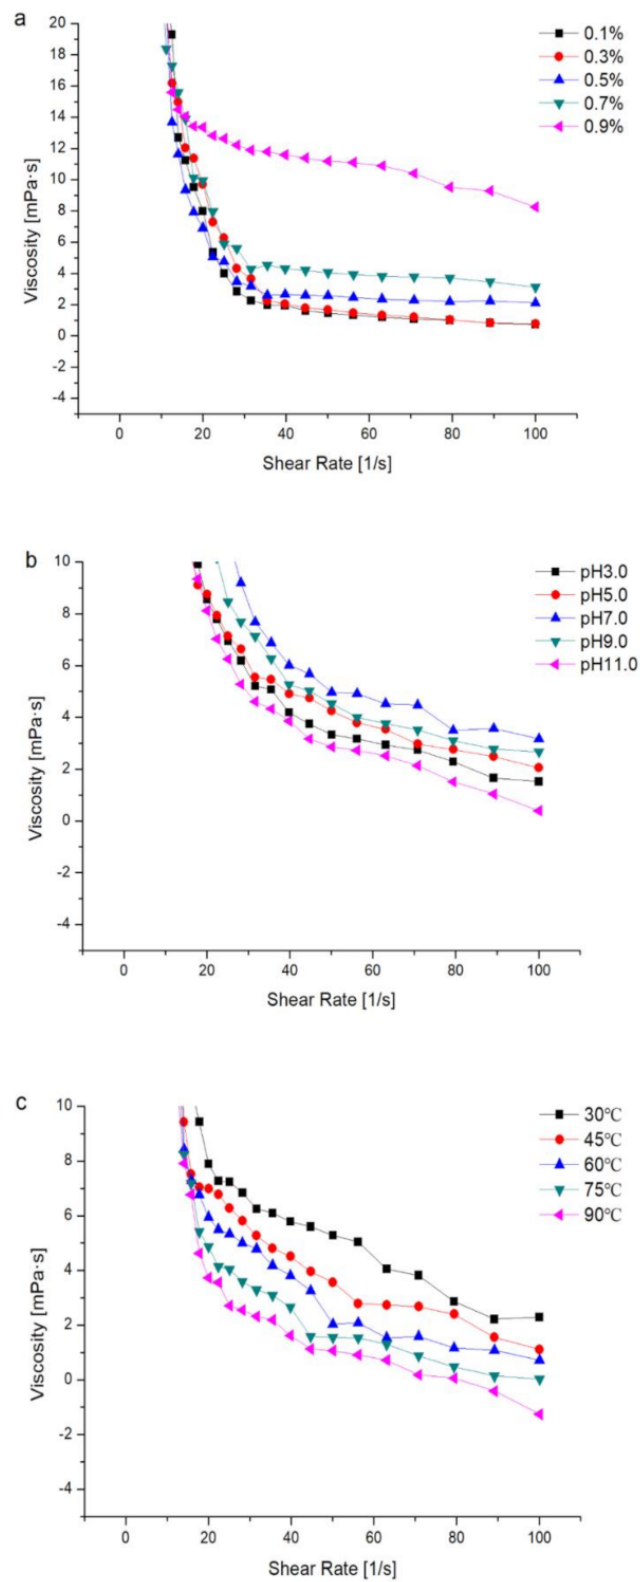 a
20
18
16
14
12
10
8
6
4
2
0
-2
-4
Viscosity [mPa·s]
0 20 40 60 80 100
Shear Rate [1/s]
0.1%
0.3%
0.5%
0.7%
0.9%
b
10
8
6
4
2
0
-2
-4
Viscosity [mPa·s]
0 20 40 60 80 100
Shear Rate [1/s]
pH3.0
pH5.0
pH7.0
pH9.0
pH11.0
c
10
8
6
4
2
0
-2
-4
Viscosity [mPa·s]
0 20 40 60 80 100
Shear Rate [1/s]
30℃
45℃
60℃
75℃
90℃